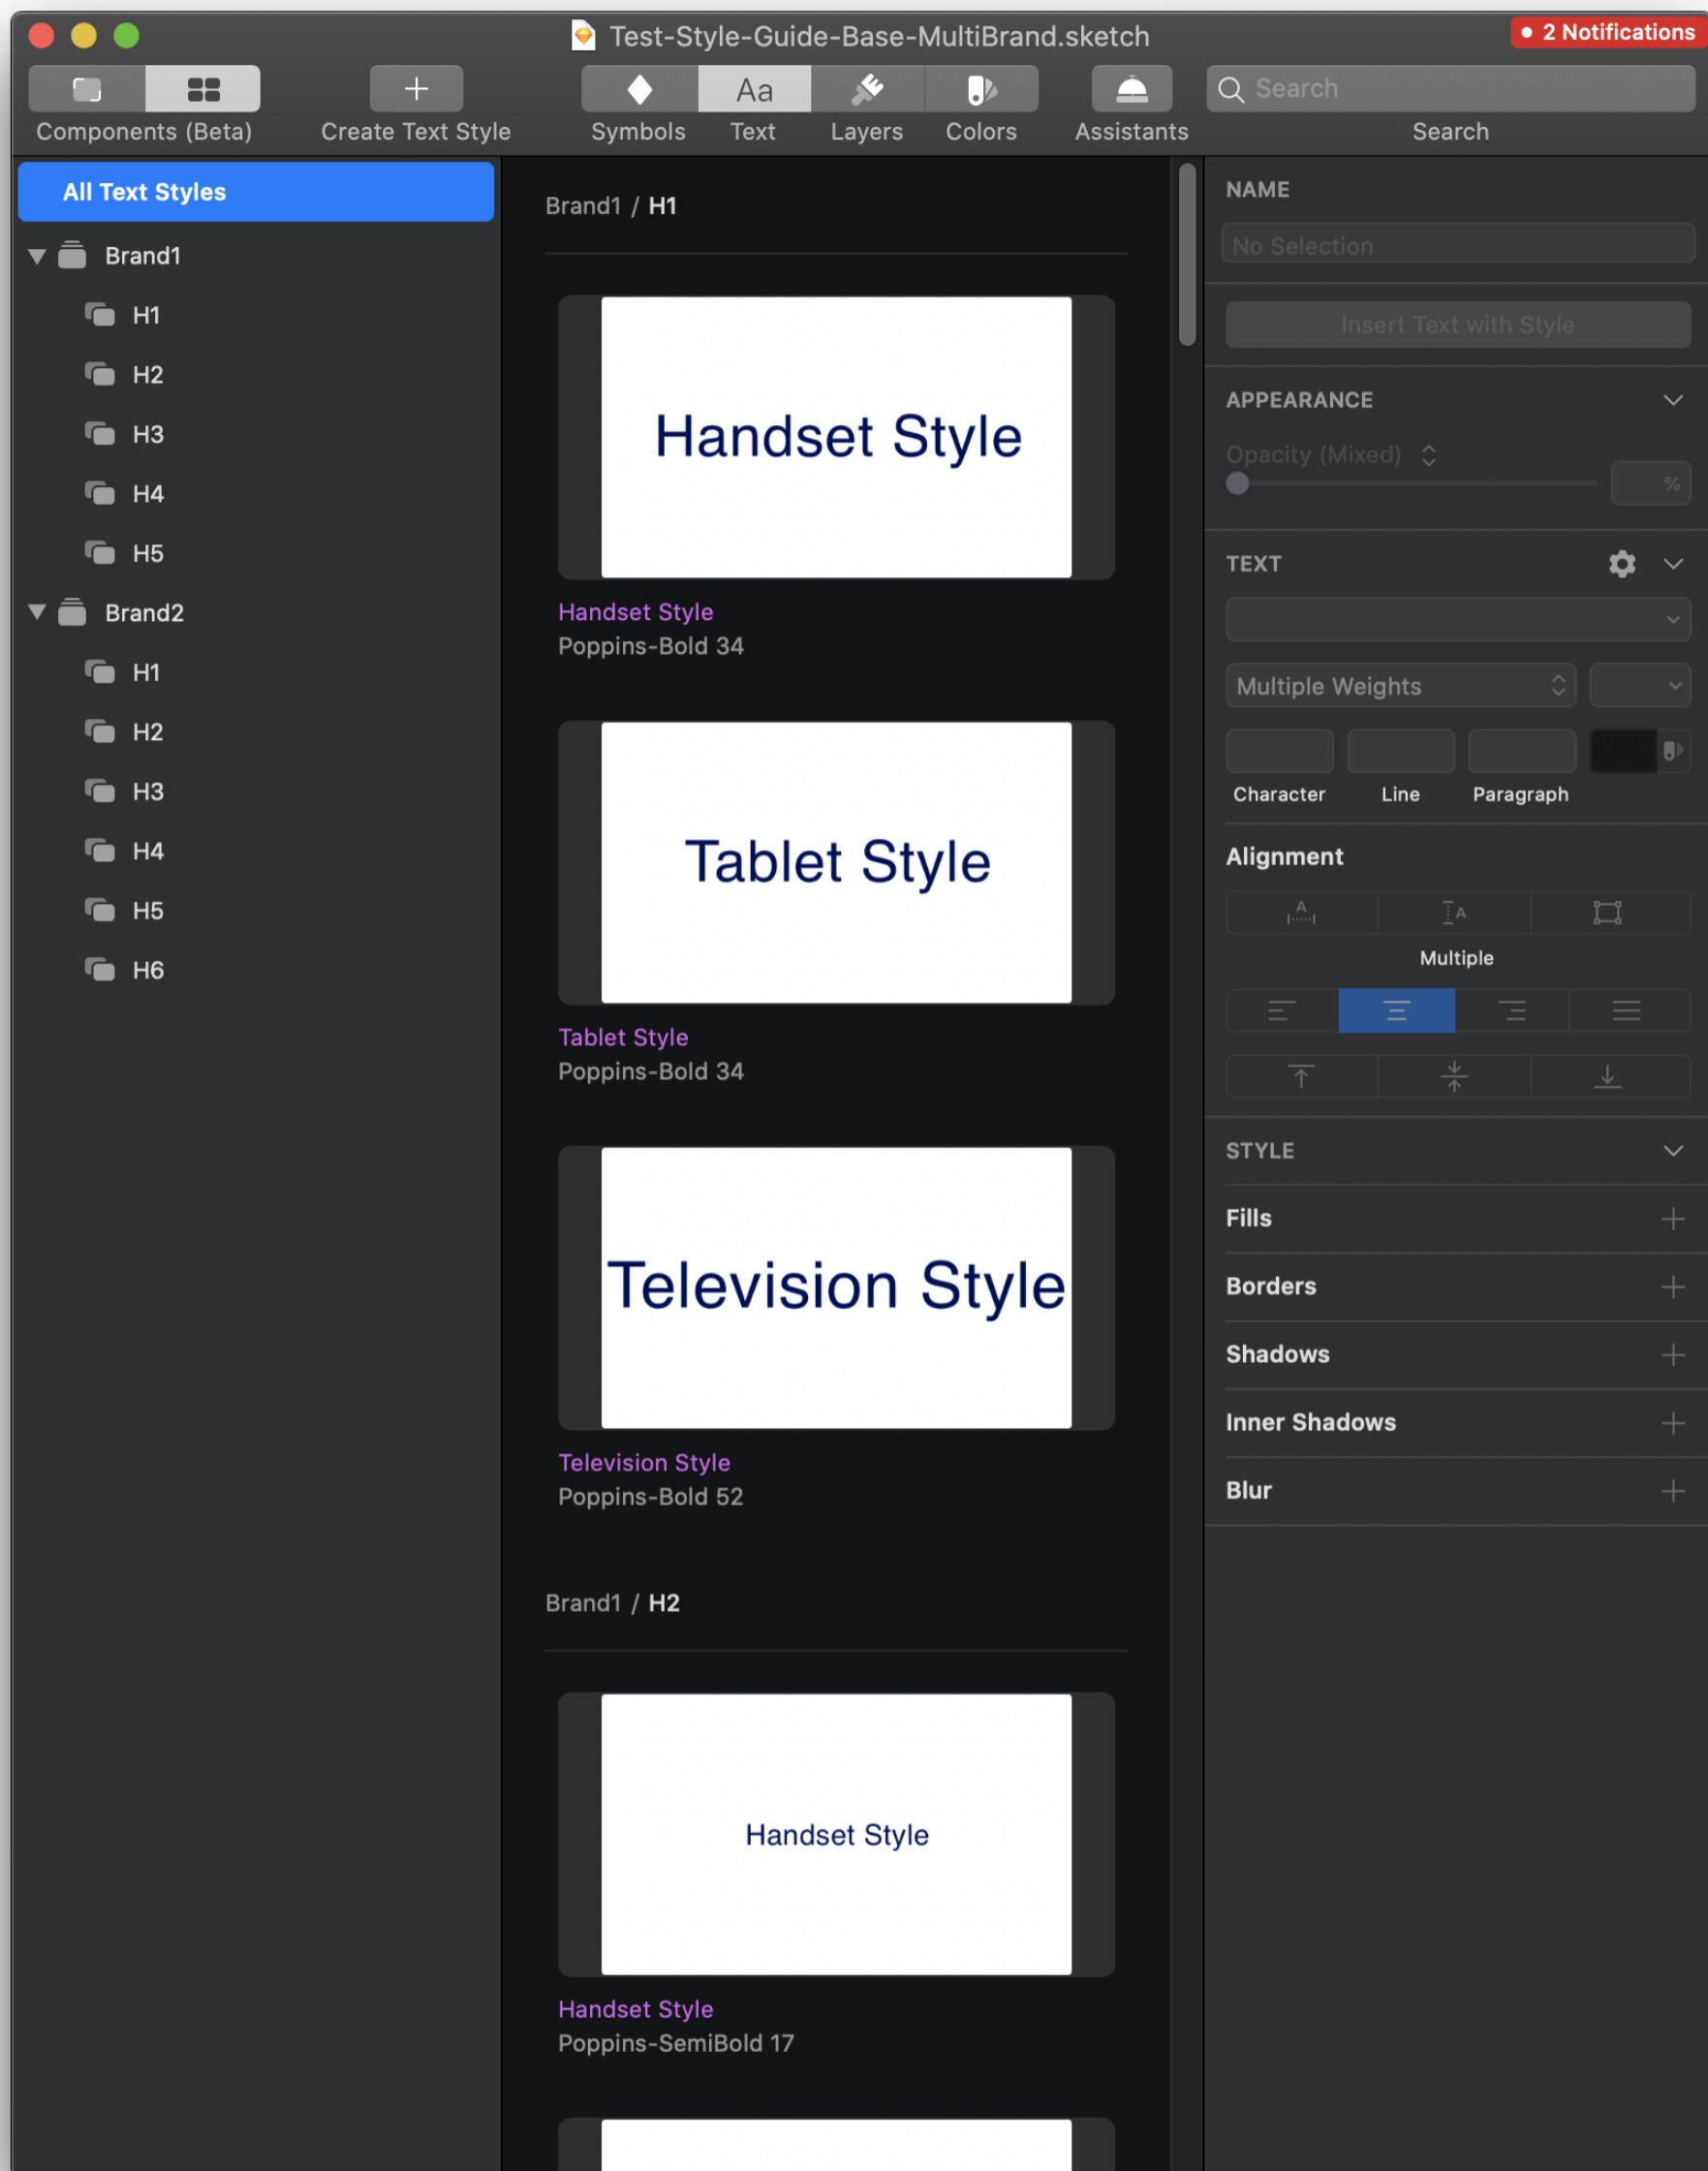 Test-Style-Guide-Base-MultiBrand.sketch
2 Notifications
Components (Beta)
Create Text Style
Symbols
Aa
Text
Layers
Colors
Assistants
Search
Search
All Text Styles
Brand1
H1
H2
H3
H4
H5
Brand2
H1
H2
H3
H4
H5
H6
Brand1 / H1
Handset Style
Handset Style
Poppins-Bold 34
Tablet Style
Tablet Style
Poppins-Bold 34
Television Style
Television Style
Poppins-Bold 52
Brand1 / H2
Handset Style
Handset Style
Poppins-SemiBold 17
NAME
No Selection
Insert Text with Style
APPEARANCE
Opacity (Mixed)
%
TEXT
Multiple Weights
Character
Line
Paragraph
Alignment
A
A
Multiple
STYLE
Fills
Borders
Shadows
Inner Shadows
Blur